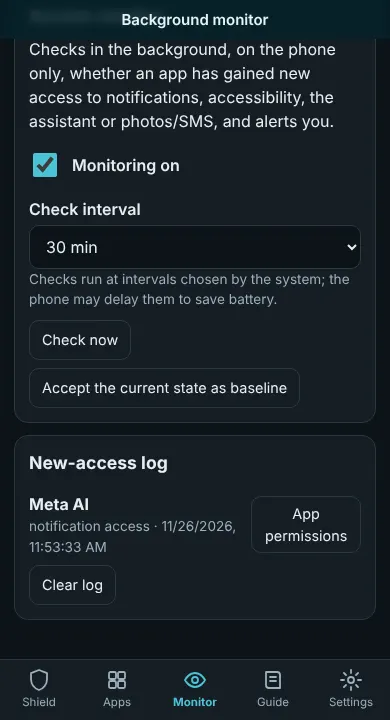 Background monitor
Checks in the background, on the phone
only, whether an app has gained new
access to notifications, accessibility, the
assistant or photos/SMS, and alerts you.
Monitoring on
Check interval
30 min
Checks run at intervals chosen by the system; the
phone may delay them to save battery.
Check now
Accept the current state as baseline
New-access log
Meta AI
notification access · 11/26/2026,
11:53:33 AM
App
permissions
Clear log
Shield
Apps
Monitor
Guide
Settings